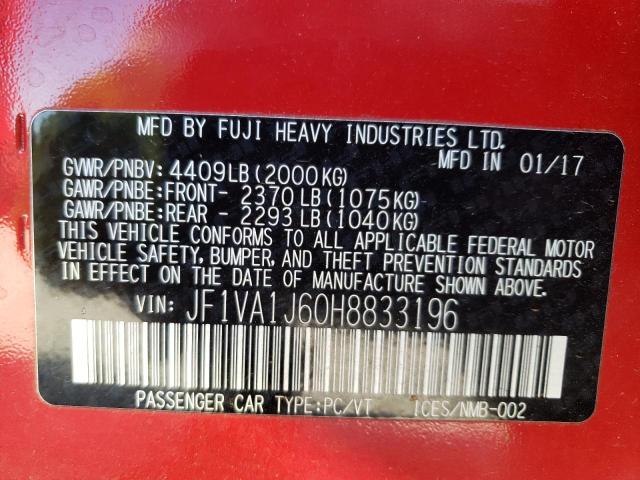 MFD BY FUJI HEAVY INDUSTRIES LTD.
MFD IN 01/17
GVWR/PNBV: 4409LB (2000KG)
GAWR/PNBE:FRONT- 2370 LB (1075KG)
GAWR/PNBE:REAR - 2293 LB (1040KG)
THIS VEHICLE CONFORMS TO ALL APPLICABLE FEDERAL MOTOR
VEHICLE SAFETY, BUMPER, AND THEFT PREVENTION STANDARDS
IN EFFECT ON THE DATE OF MANUFACTURE SHOWN ABOVE.
VIN: JF1VA1J60H8833196
PASSENGER CAR TYPE:PC/VT ICES/NMB-002